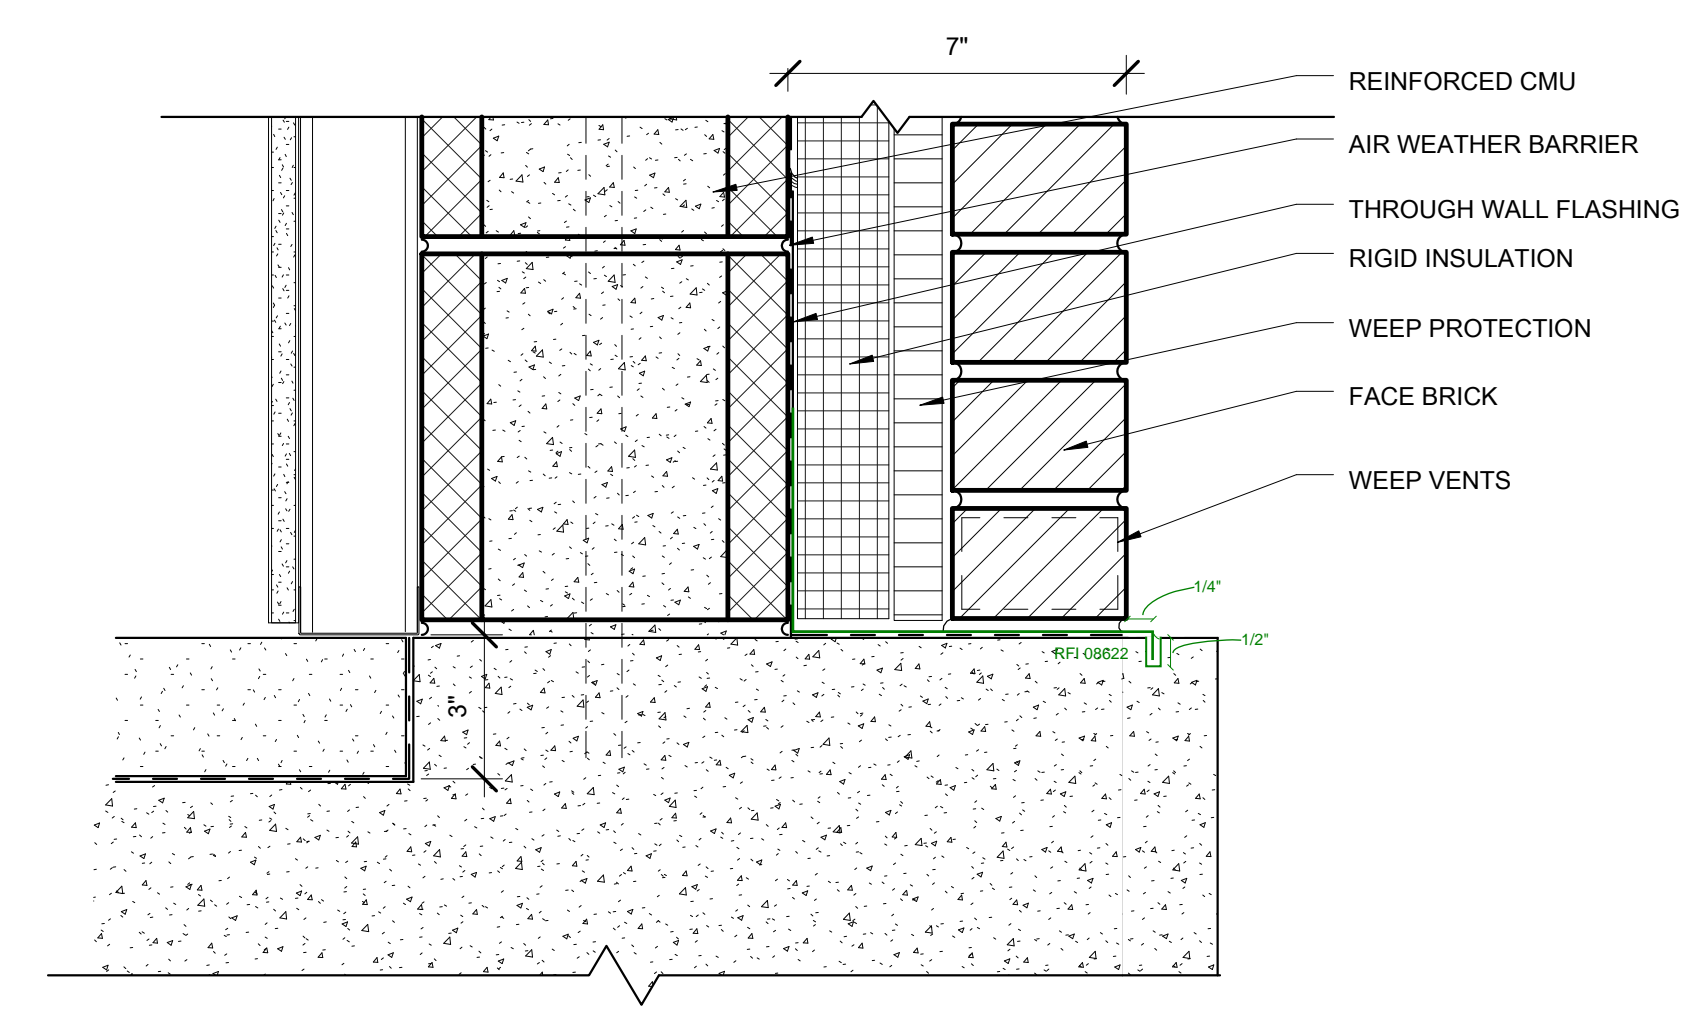 7"
REINFORCED CMU
AIR WEATHER BARRIER
THROUGH WALL FLASHING
RIGID INSULATION
WEEP PROTECTION
FACE BRICK
WEEP VENTS
1/4"
1/2"
RFI 08622
3"